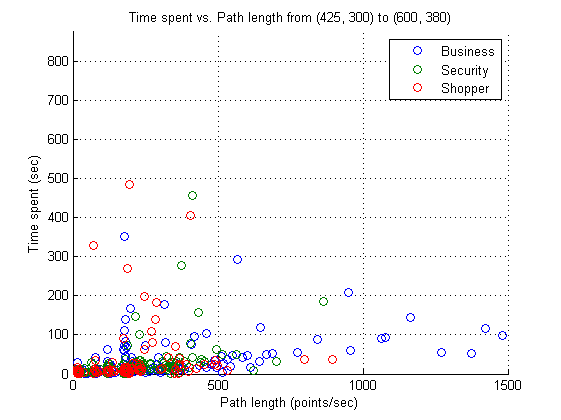 Time spent vs. Path length from (425, 300) to (600, 380)
Business
Security
Shopper
800
700
600
500
400
300
200
100
0
Time spent (sec)
0 500 1000 1500
Path length (points/sec)